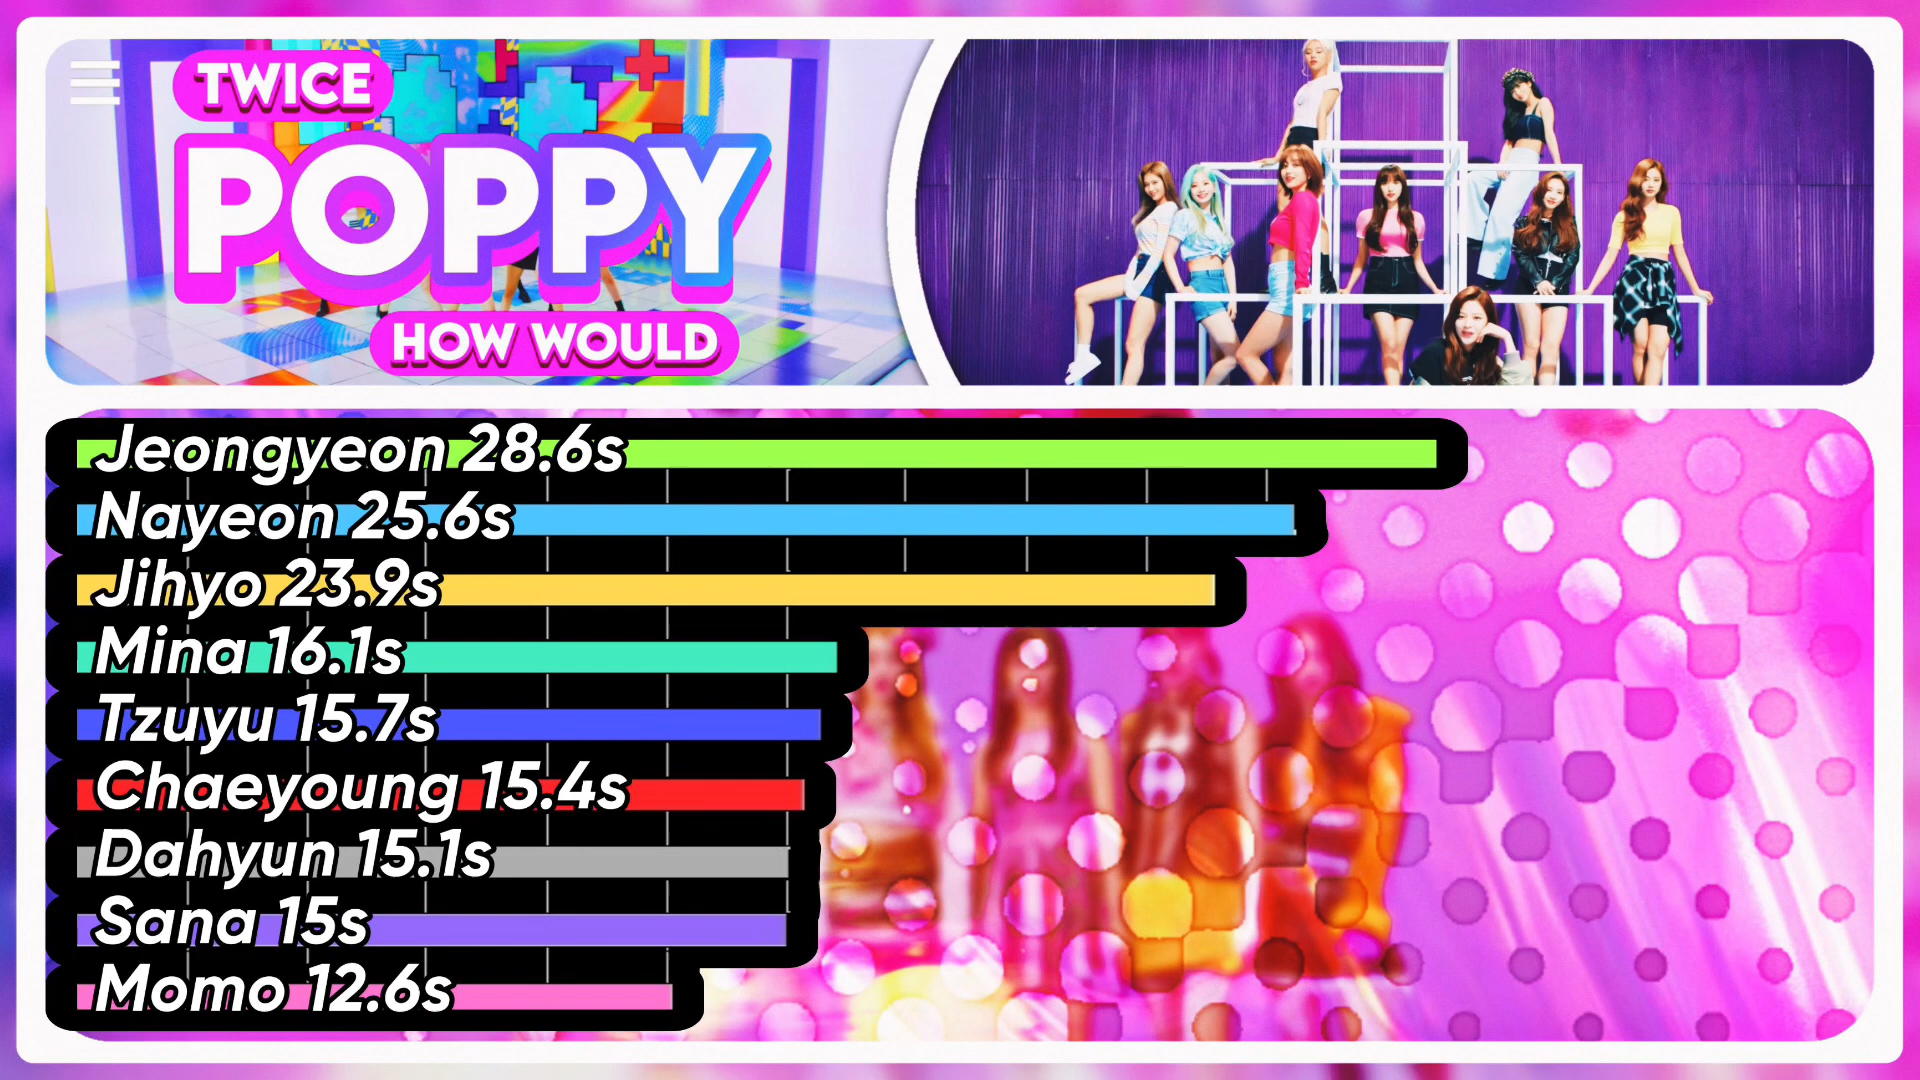 TWICE
POPPY
HOW WOULD
Jeongyeon 28.6s
Nayeon 25.6s
Jihyo 23.9s
Mina 16.1s
Tzuyu 15.7s
Chaeyoung 15.4s
Dahyun 15.1s
Sana 15s
Momo 12.6s